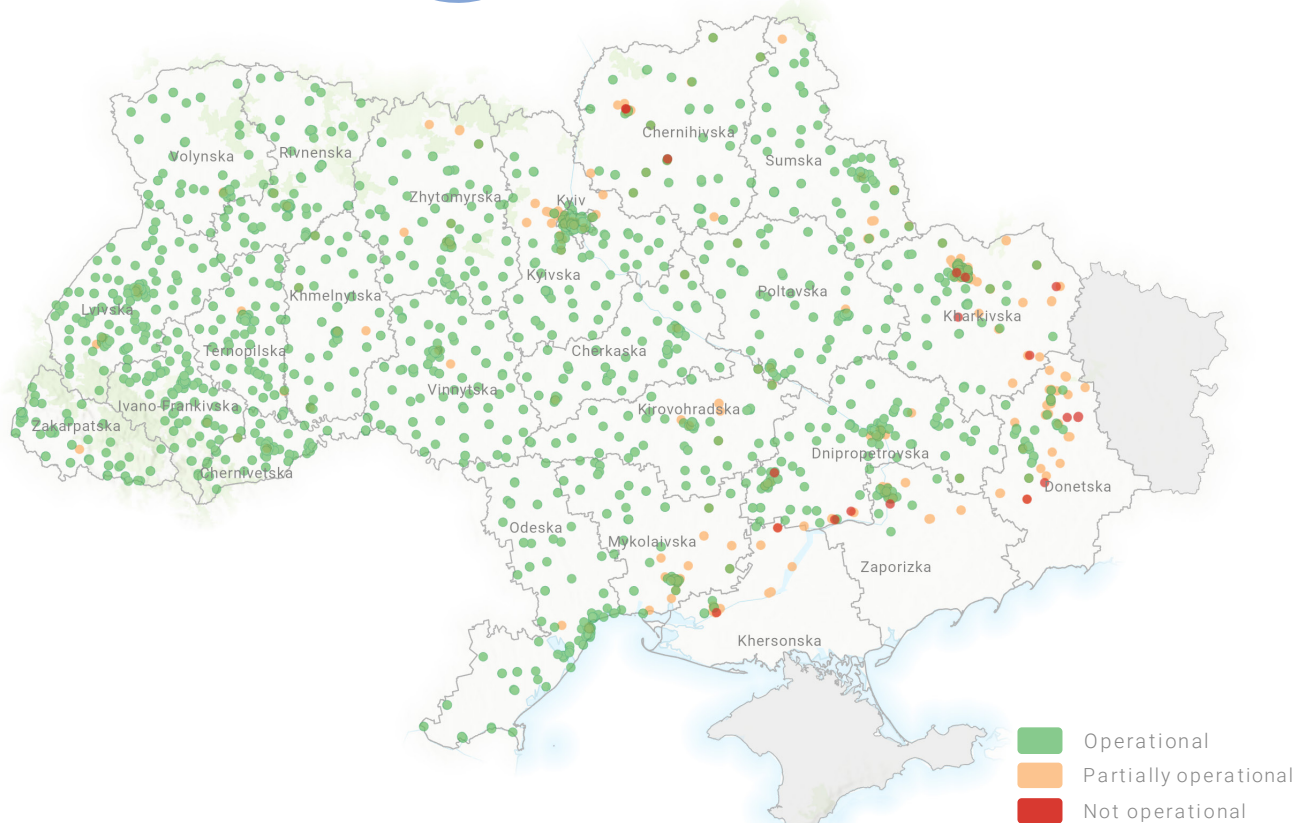 Chernihivska
Sumska
Volynska
Rivnenska
Zhytomyrska
Kyiv
Kyivska
Poltavska
Khmelnytska
Lvivska
Kharkivska
Ternopilska
Cherkaska
Vinnytska
Ivano-Frankivska
Kirovohradska
Zakarpatska
Dnipropetrovska
Chernivetska
Donetska
Odeska
Mykolaivska
Zaporizka
Khersonska
Operational
Partially operational
Not operational